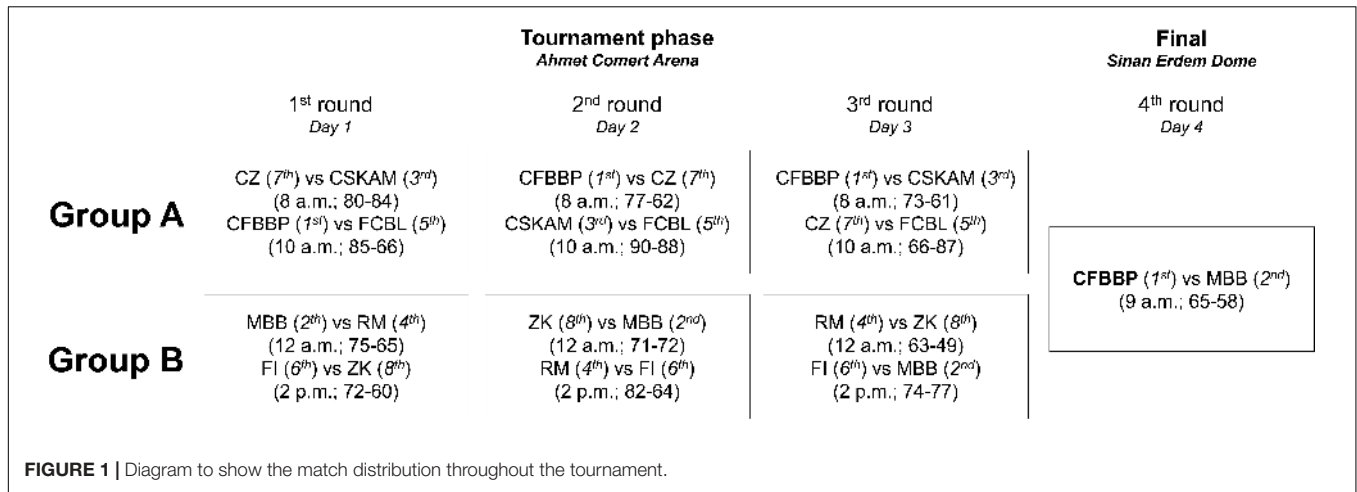 Tournament phase
Ahmet Comert Arena
Final
Sinan Erdem Dome
1st round
Day 1
2nd round
Day 2
3rd round
Day 3
4th round
Day 4
Group A
CZ (7th) vs CSKAM (3rd)
(8 a.m.; 80-84)
CFBBP (1st) vs FCBL (5th)
(10 a.m.; 85-66)
CFBBP (1st) vs CZ (7th)
(8 a.m.; 77-62)
CSKAM (3rd) vs FCBL (5th)
(10 a.m.; 90-88)
CFBBP (1st) vs CSKAM (3rd)
(8 a.m.; 73-61)
CZ (7th) vs FCBL (5th)
(10 a.m.; 66-87)
Group B
MBB (2th) vs RM (4th)
(12 a.m.; 75-65)
FI (6th) vs ZK (8th)
(2 p.m.; 72-60)
ZK (8th) vs MBB (2nd)
(12 a.m.; 71-72)
RM (4th) vs FI (6th)
(2 p.m.; 82-64)
RM (4th) vs ZK (8th)
(12 a.m.; 63-49)
FI (6th) vs MBB (2nd)
(2 p.m.; 74-77)
CFBBP (1st) vs MBB (2nd)
(9 a.m.; 65-58)
FIGURE 1 | Diagram to show the match distribution throughout the tournament.